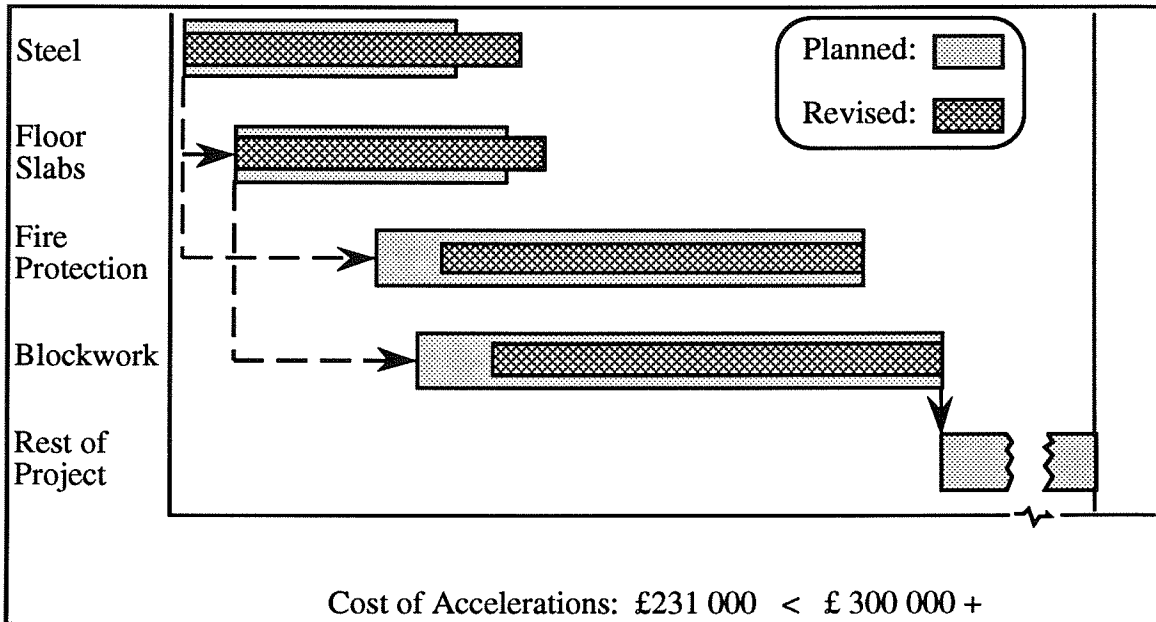 Steel
Planned:
Revised:
Floor
Slabs
Fire
Protection
Blockwork
Rest of
Project
Cost of Accelerations: £231 000 < £ 300 000 +